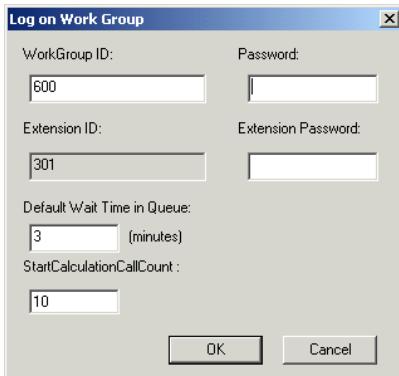 Log on Work Group
WorkGroup ID: Password:
600
Extension ID: Extension Password:
301
Default Wait Time in Queue:
3 (minutes)
StartCalculationCallCount :
10
OK Cancel